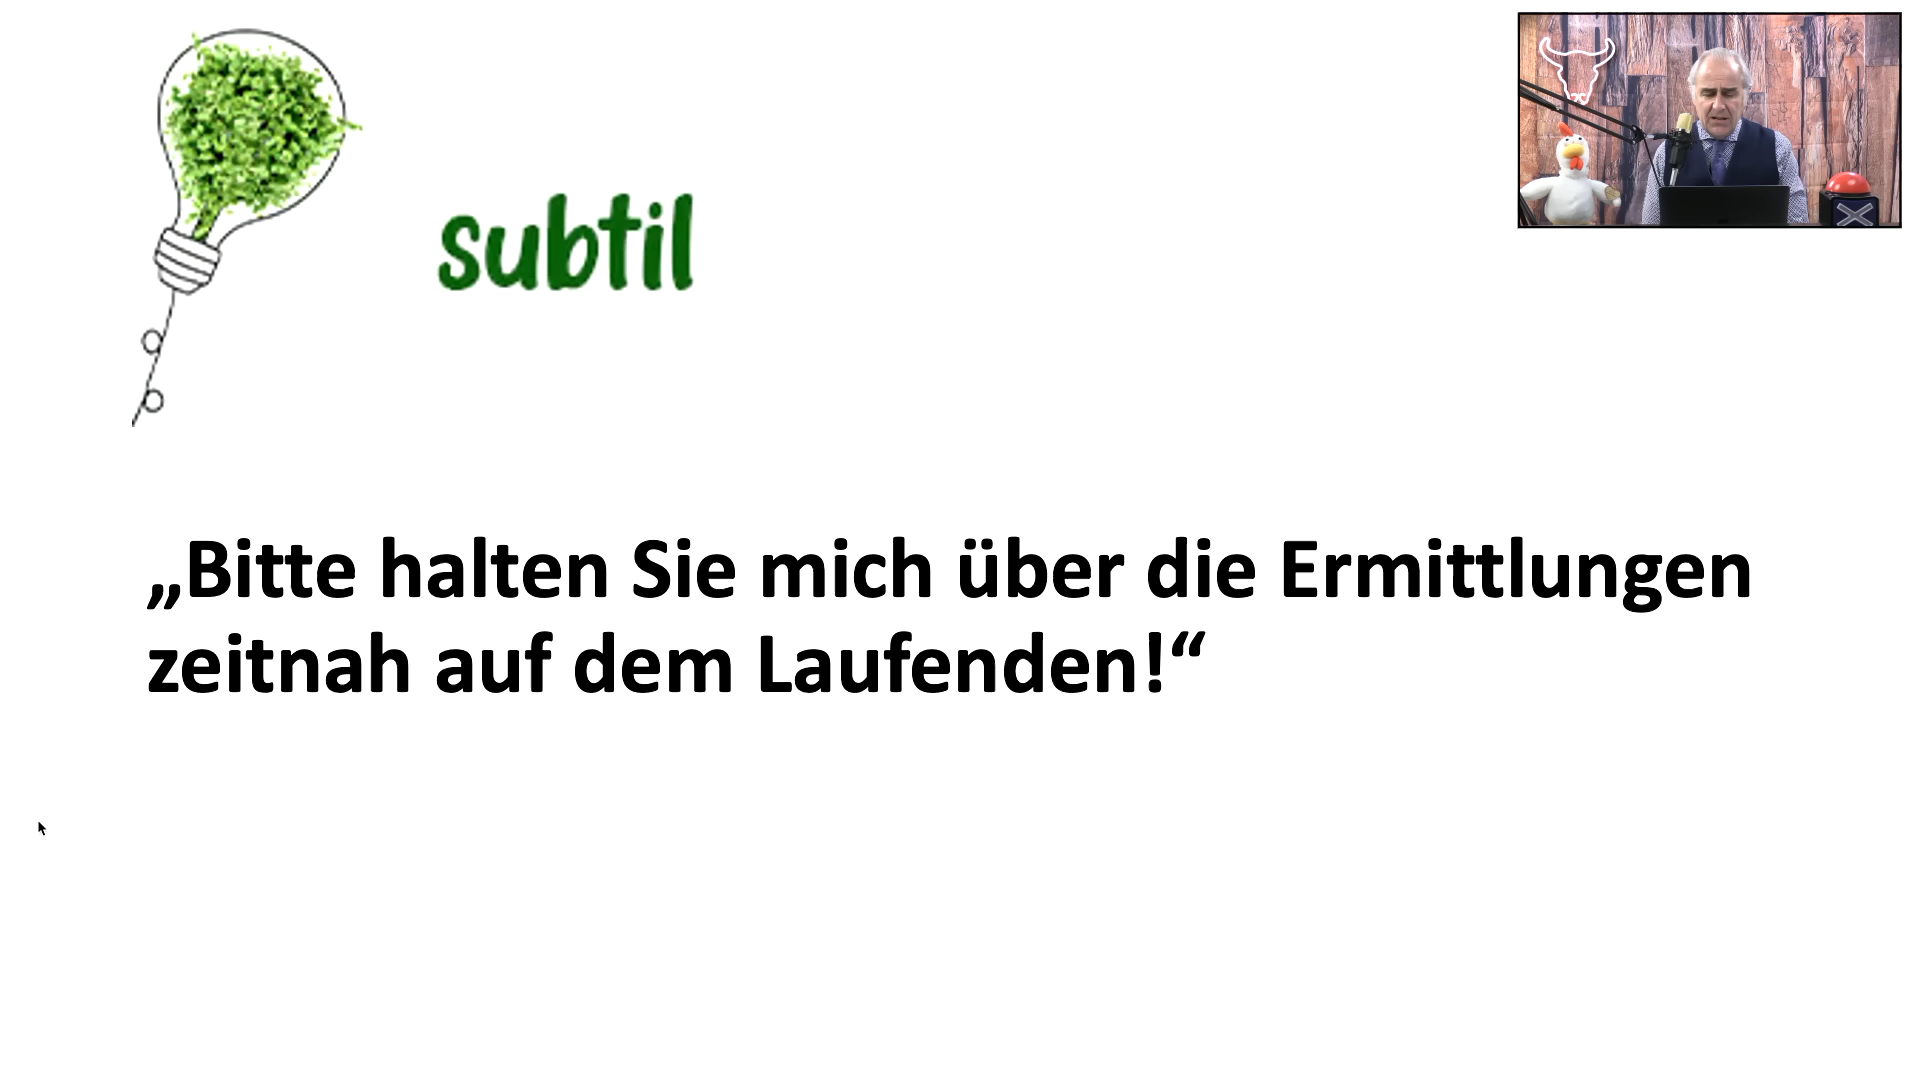 subtil
„Bitte halten Sie mich über die Ermittlungen
zeitnah auf dem Laufenden!“